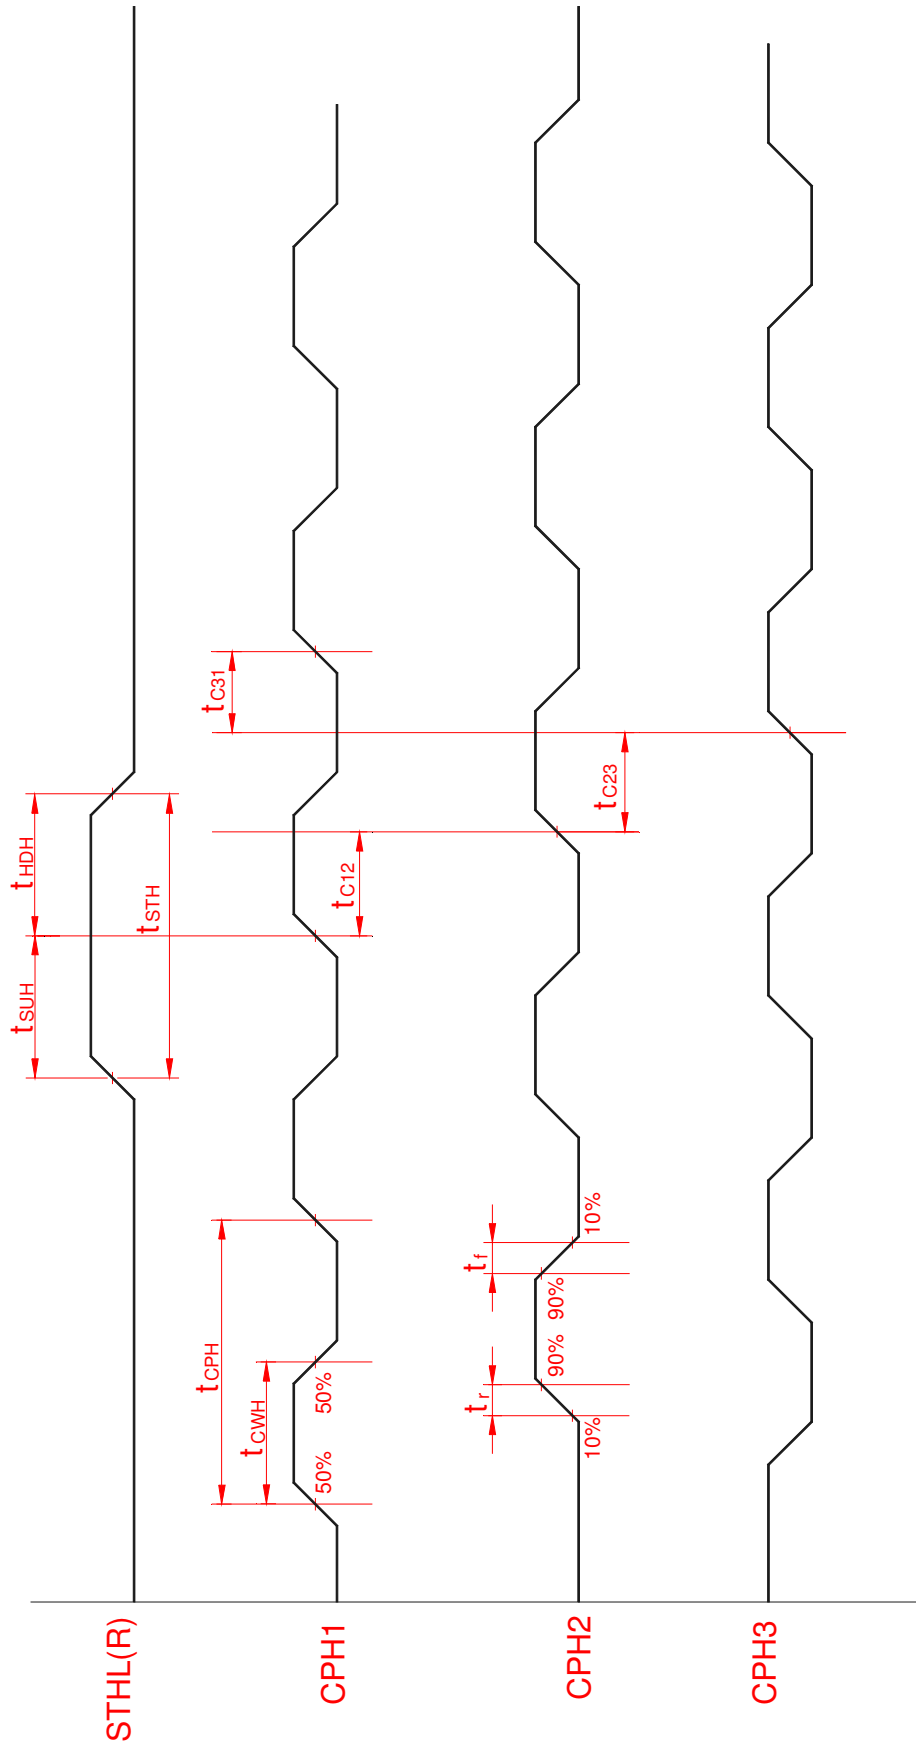 STHL(R)
tSUH
tHDH
tSTH
CPH1
tCPH
tCWH
50%
50%
tC12
tC31
CPH2
tr
tf
10%
90%
90%
10%
tC23
CPH3